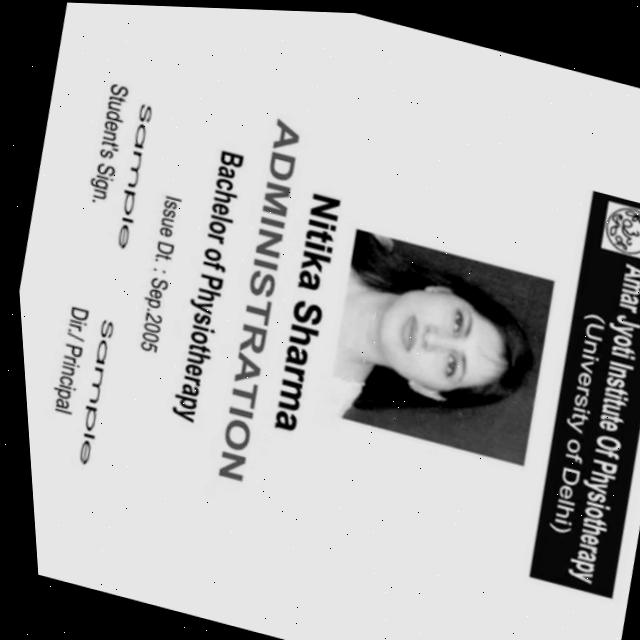 Amar Jyoti Institute Of Physiotherapy
(University of Delhi)
Nitika Sharma
ADMINISTRATION
Bachelor of Physiotherapy
Issue Dt. : Sep.2005
sample
Student's Sign.
sample
Dir./ Principal